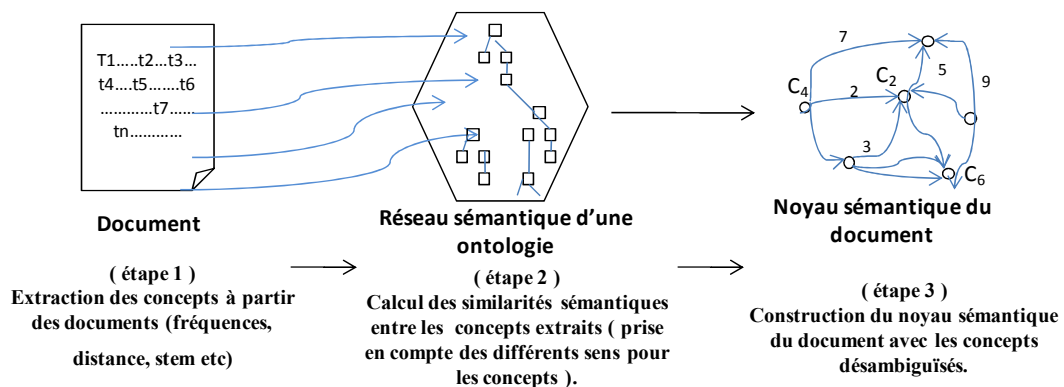 T1.....t2...t3...
t4....t5.......t6
..............t7......
tn.............
Document
( étape 1 )
Extraction des concepts à partir
des documents (fréquences,
distance, stem etc)
Réseau sémantique d’une
ontologie
( étape 2 )
Calcul des similarités sémantiques
entre les concepts extraits ( prise
en compte des différents sens pour
les concepts ).
7
5
9
C4
2
C2
3
C6
Noyau sémantique du
document
( étape 3 )
Construction du noyau sémantique
du document avec les concepts
désambiguïsés.